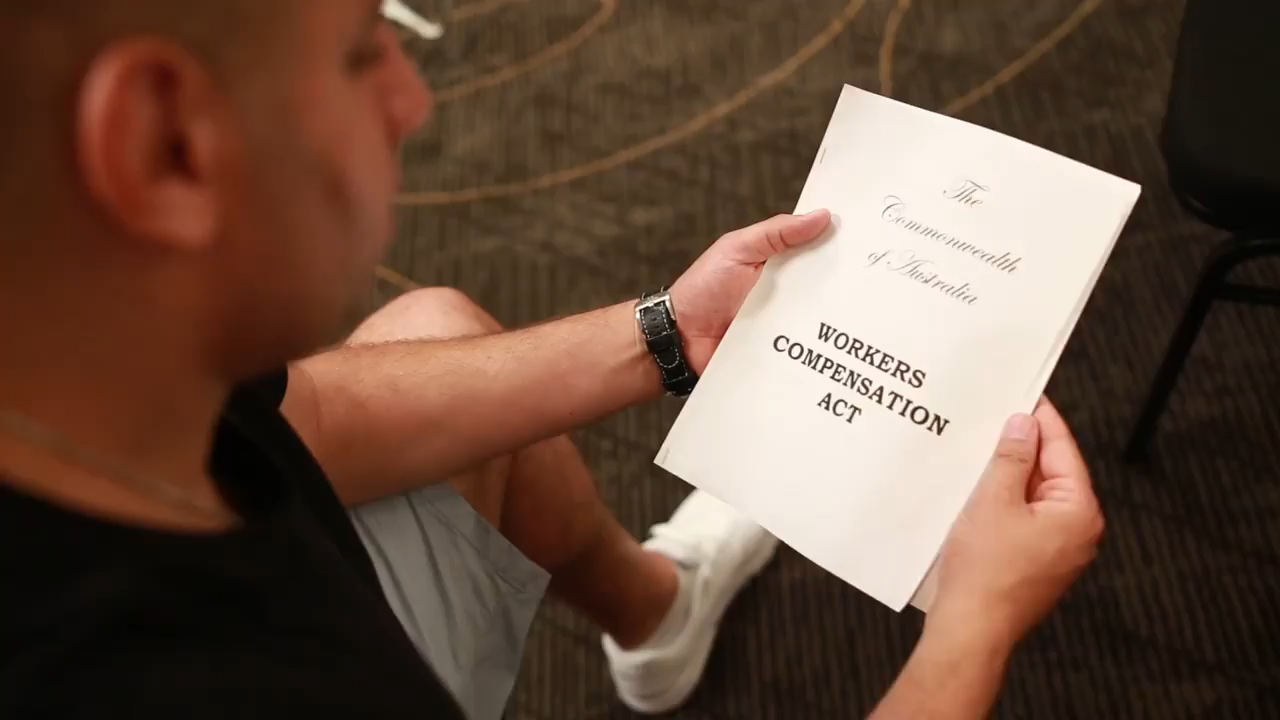 The
Commonwealth
of Australia
WORKERS
COMPENSATION
ACT